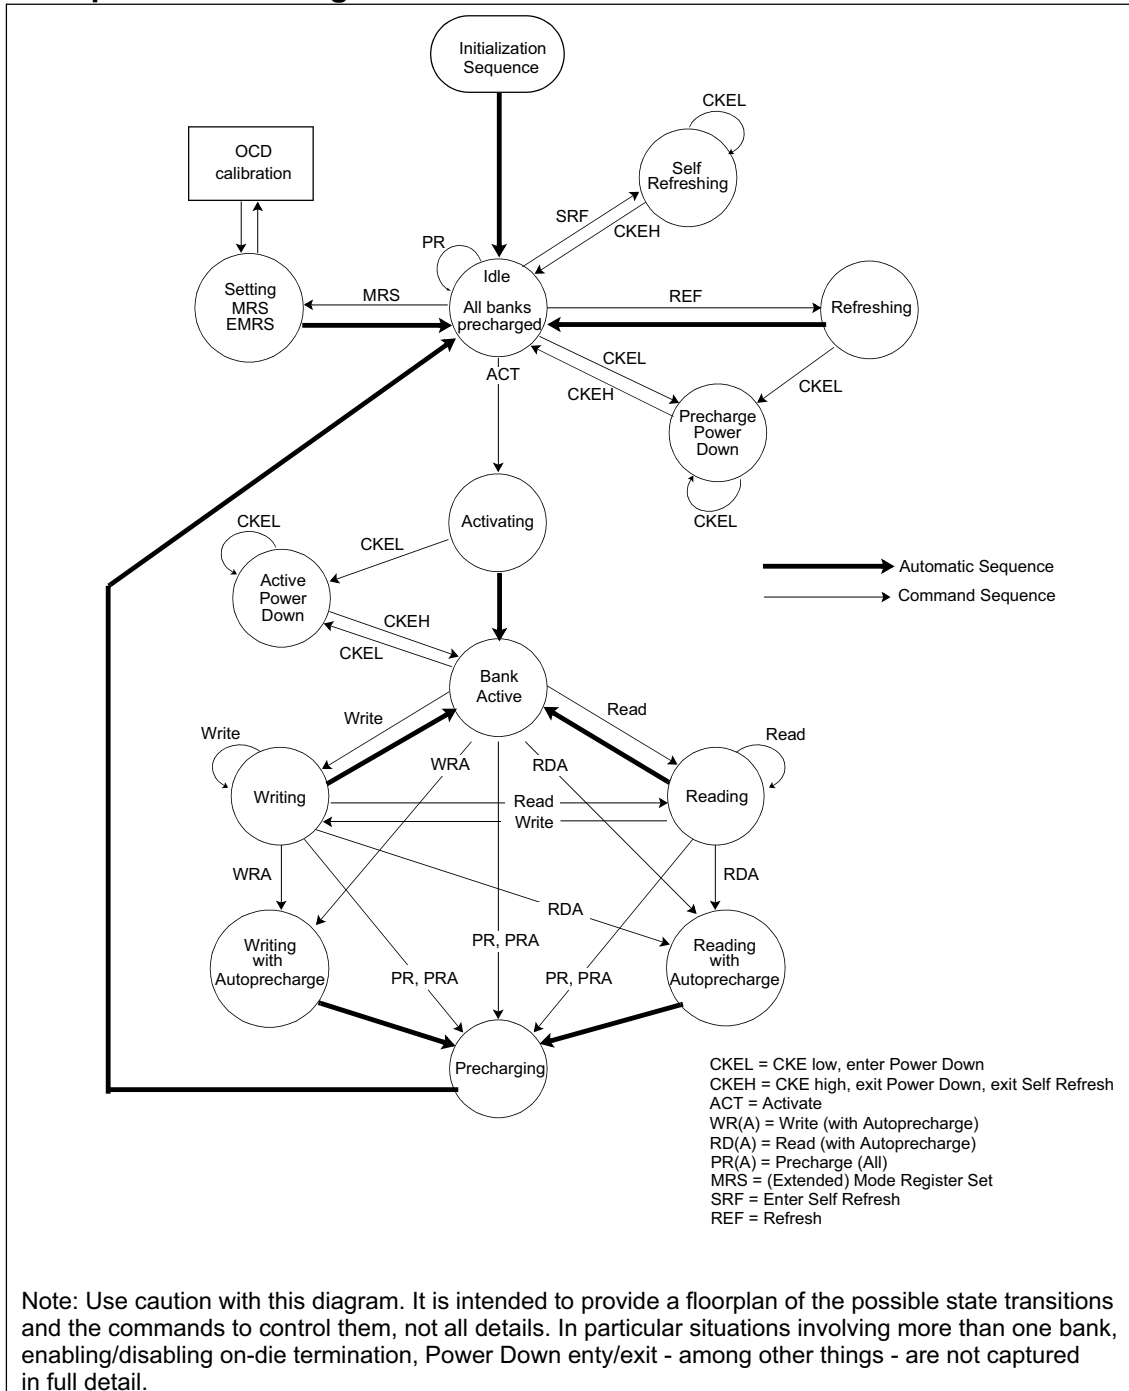 Initialization
Sequence
CKEL
OCD
calibration
Self
Refreshing
SRF
CKEH
PR
Idle
All banks
precharged
Setting
MRS
EMRS
MRS
REF
Refreshing
CKEL
CKEH
CKEL
ACT
Precharge
Power
Down
CKEL
Activating
CKEL
CKEL
Active
Power
Down
Automatic Sequence
Command Sequence
CKEH
CKEL
Bank
Active
Write
Read
Write
Read
WRA
RDA
Writing
Reading
Read
Write
WRA
RDA
RDA
Writing
with
Autoprecharge
PR, PRA
Reading
with
Autoprecharge
PR, PRA
PR, PRA
Precharging
CKEL = CKE low, enter Power Down
CKEH = CKE high, exit Power Down, exit Self Refresh
ACT = Activate
WR(A) = Write (with Autoprecharge)
RD(A) = Read (with Autoprecharge)
PR(A) = Precharge (All)
MRS = (Extended) Mode Register Set
SRF = Enter Self Refresh
REF = Refresh
Note: Use caution with this diagram. It is intended to provide a floorplan of the possible state transitions
and the commands to control them, not all details. In particular situations involving more than one bank,
enabling/disabling on-die termination, Power Down enty/exit - among other things - are not captured
in full detail.